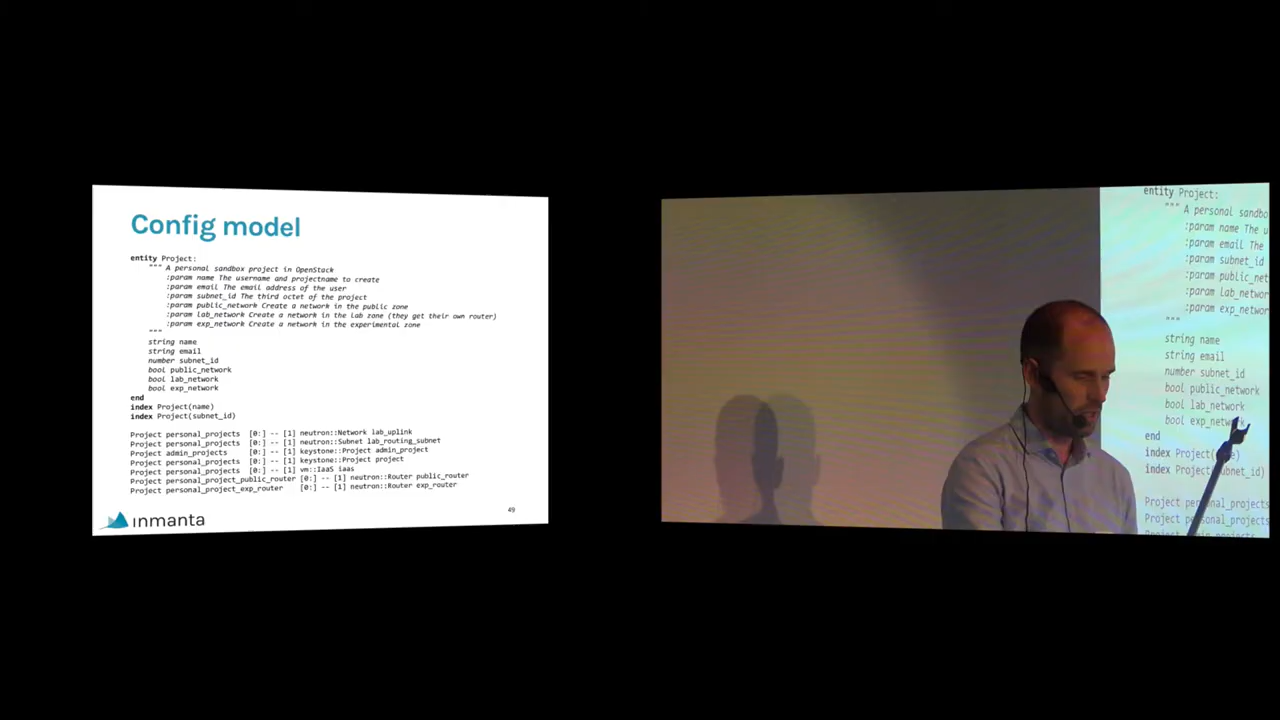 Config model
entity Project:
""" A personal sandbox project in OpenStack
:param name The username and projectname to create
:param email The email address of the user
:param subnet_id The third octet of the project
:param public_network Create a network in the public zone
:param lab_network Create a network in the lab zone (they get their own router)
:param exp_network Create a network in the experimental zone
"""
string name
string email
number subnet_id
bool public_network
bool lab_network
bool exp_network
end
index Project(name)
index Project(subnet_id)
Project personal_projects [0:] -- [1] neutron::Network lab_uplink
Project personal_projects [0:] -- [1] neutron::Subnet lab_routing_subnet
Project admin_projects [0:] -- [1] keystone::Project admin_project
Project personal_projects [0:] -- [1] keystone::Project project
Project personal_projects [0:] -- [1] vm::IaaS iaas
Project personal_project_public_router [0:] -- [1] neutron::Router public_router
Project personal_project_exp_router [0:] -- [1] neutron::Router exp_router
inmanta
49
entity Project:
""" A personal sandbo
:param name The u
:param email The
:param subnet_id
:param public_net
:param lab_networ
:param exp_networ
"""
string name
string email
number subnet_id
bool public_network
bool lab_network
bool exp_network
end
index Project(name)
index Project(subnet_id)
Project personal_projects
Project personal_projects
Project admin_projects